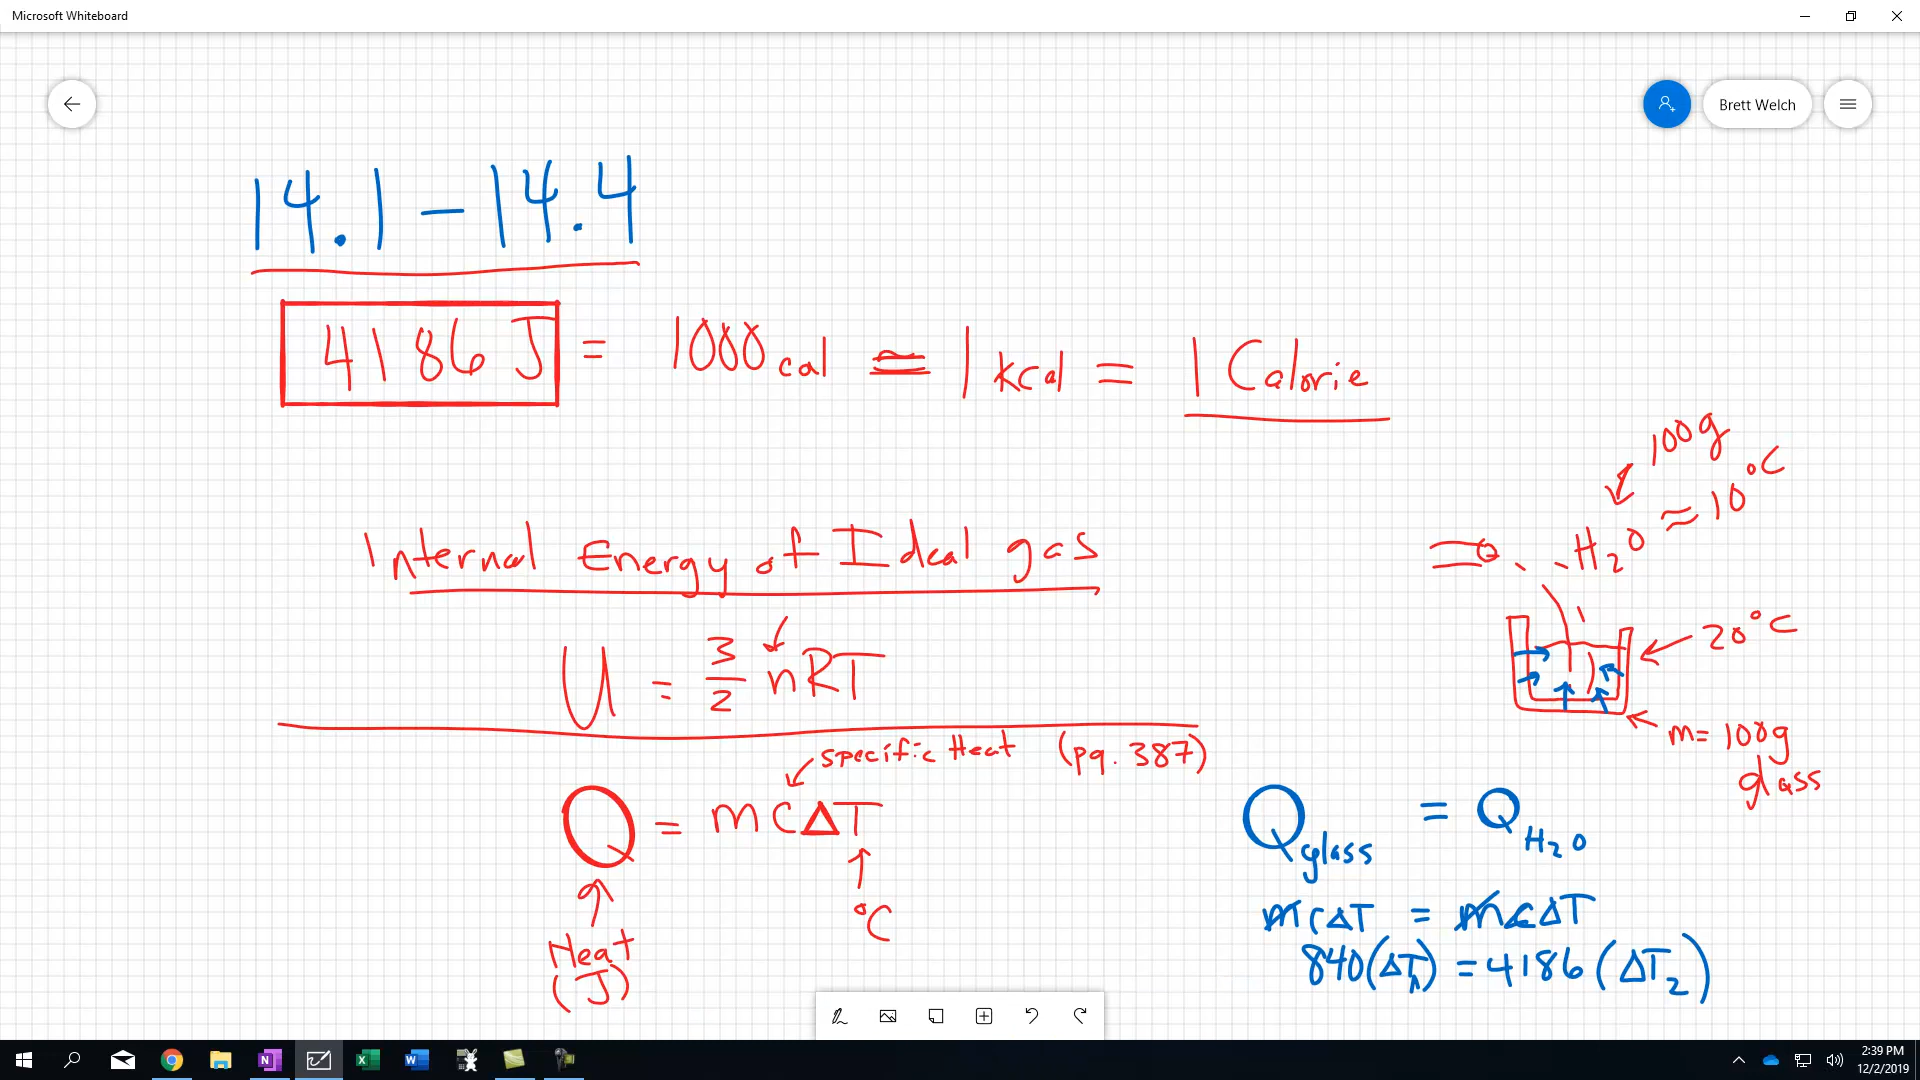 Microsoft Whiteboard
Brett Welch
14.1 – 14.4
4186 J = 1000 cal ≅ 1 kcal = 1 Calorie
100g
H2O ≈ 10°C
Internal Energy of Ideal gas
20°C
U = 3/2 nRT
m = 100g
glass
specific Heat (pg. 387)
Q = mcΔT
°C
Heat
(J)
Qglass = QH2O
mcΔT = mcΔT
840(ΔT1) = 4186(ΔT2)
2:39 PM
12/2/2019